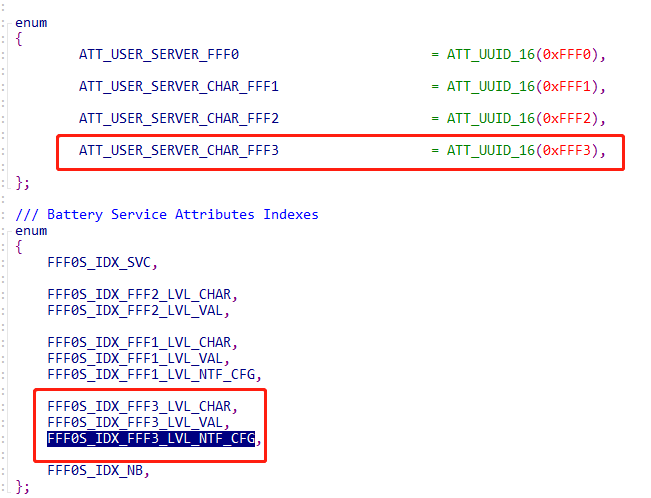 enum
{
ATT_USER_SERVER_FFF0 = ATT_UUID_16(0xFFF0),
ATT_USER_SERVER_CHAR_FFF1 = ATT_UUID_16(0xFFF1),
ATT_USER_SERVER_CHAR_FFF2 = ATT_UUID_16(0xFFF2),
ATT_USER_SERVER_CHAR_FFF3 = ATT_UUID_16(0xFFF3),
};
/// Battery Service Attributes Indexes
enum
{
FFF0S_IDX_SVC,
FFF0S_IDX_FFF2_LVL_CHAR,
FFF0S_IDX_FFF2_LVL_VAL,
FFF0S_IDX_FFF1_LVL_CHAR,
FFF0S_IDX_FFF1_LVL_VAL,
FFF0S_IDX_FFF1_LVL_NTF_CFG,
FFF0S_IDX_FFF3_LVL_CHAR,
FFF0S_IDX_FFF3_LVL_VAL,
FFF0S_IDX_FFF3_LVL_NTF_CFG,
FFF0S_IDX_NB,
};